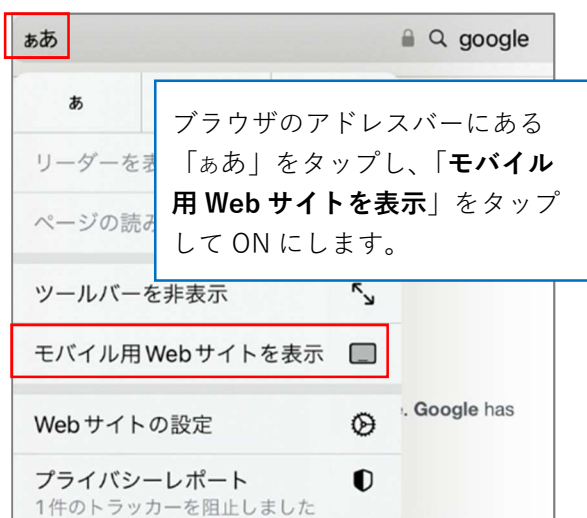 ぁあ
google
あ
ブラウザのアドレスバーにある
「ぁあ」をタップし、「モバイル
用 Web サイトを表示」をタップ
して ON にします。
リーダーを
ページの読み
ツールバーを非表示
モバイル用Webサイトを表示
. Google has
Webサイトの設定
プライバシーレポート
1件のトラッカーを阻止しました